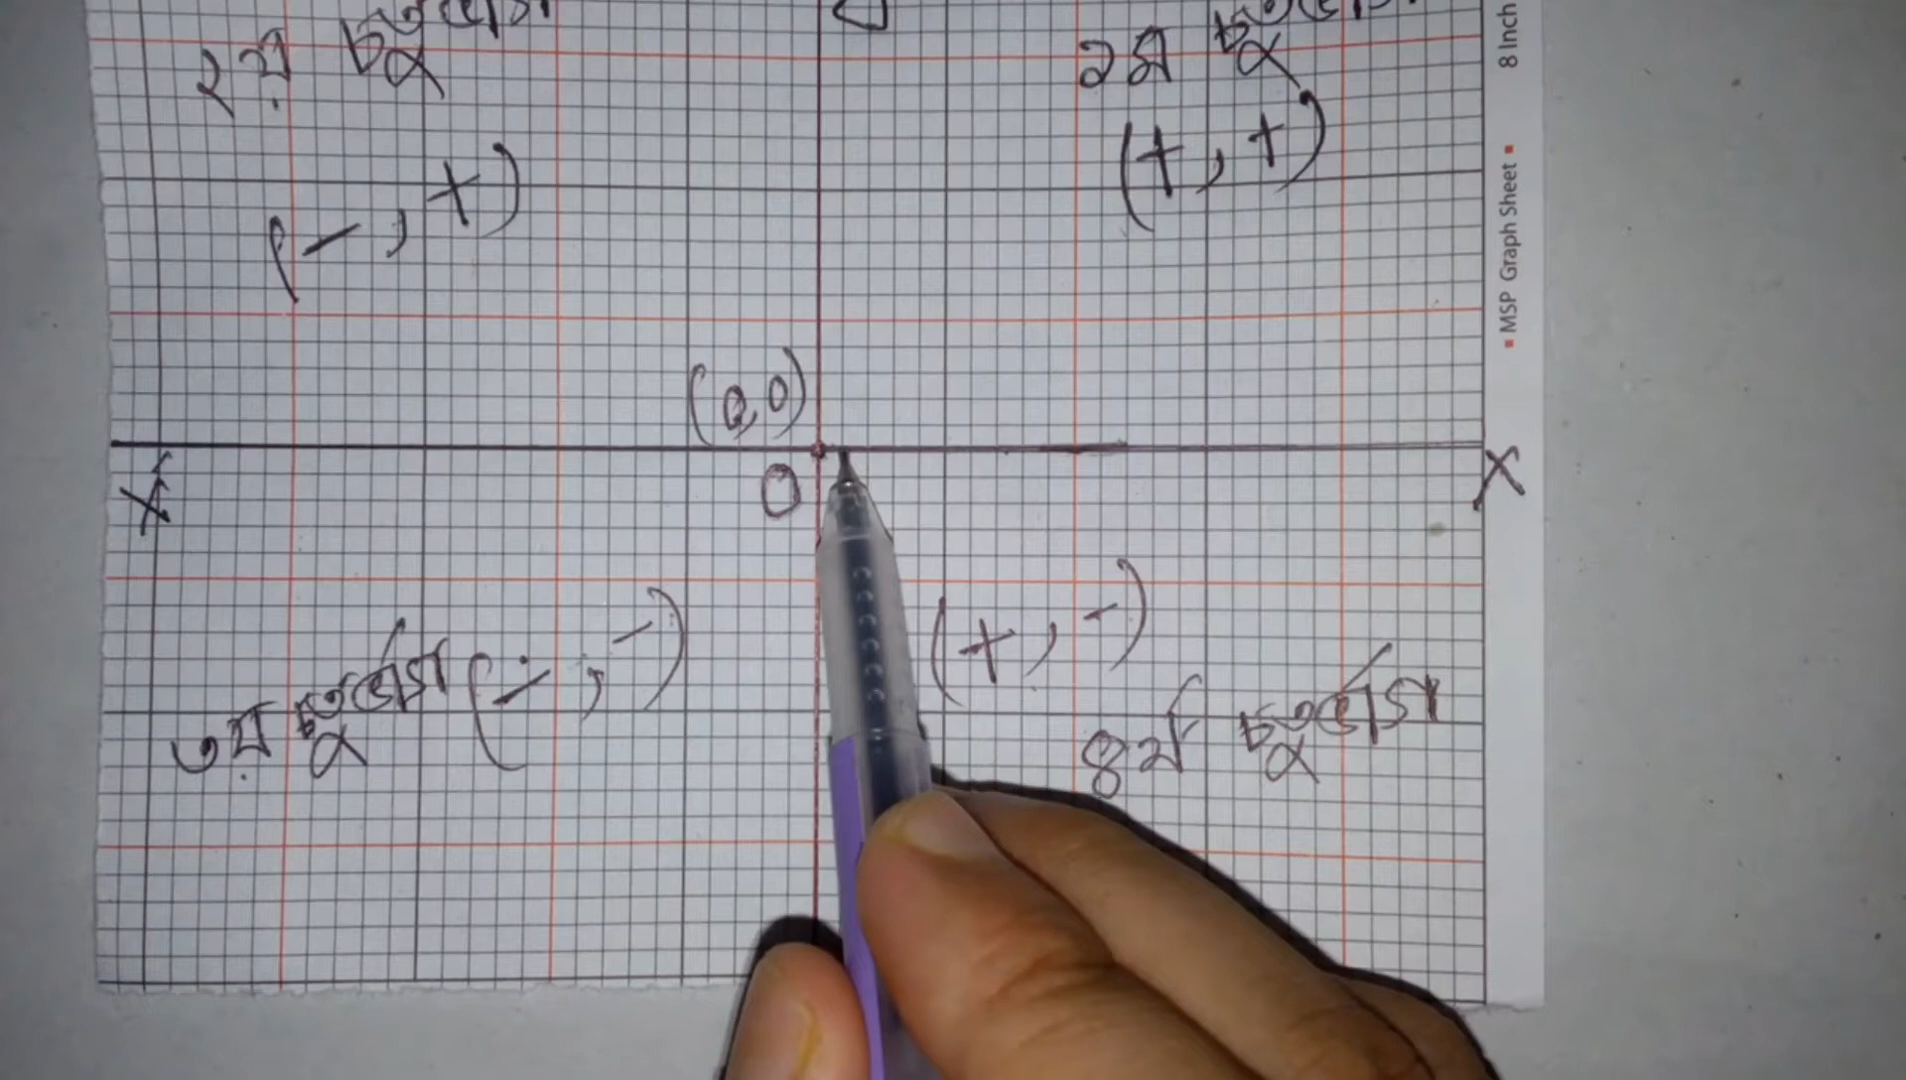 ২য় চতুর্ভাগ
১ম চতুর্ভাগ
(-, +)
(+, +)
(0,0)
X'
O
X
(+, -)
৩য় চতুর্ভাগ (-, -)
৪র্থ চতুর্ভাগ
8 Inch
▪ MSP Graph Sheet ▪